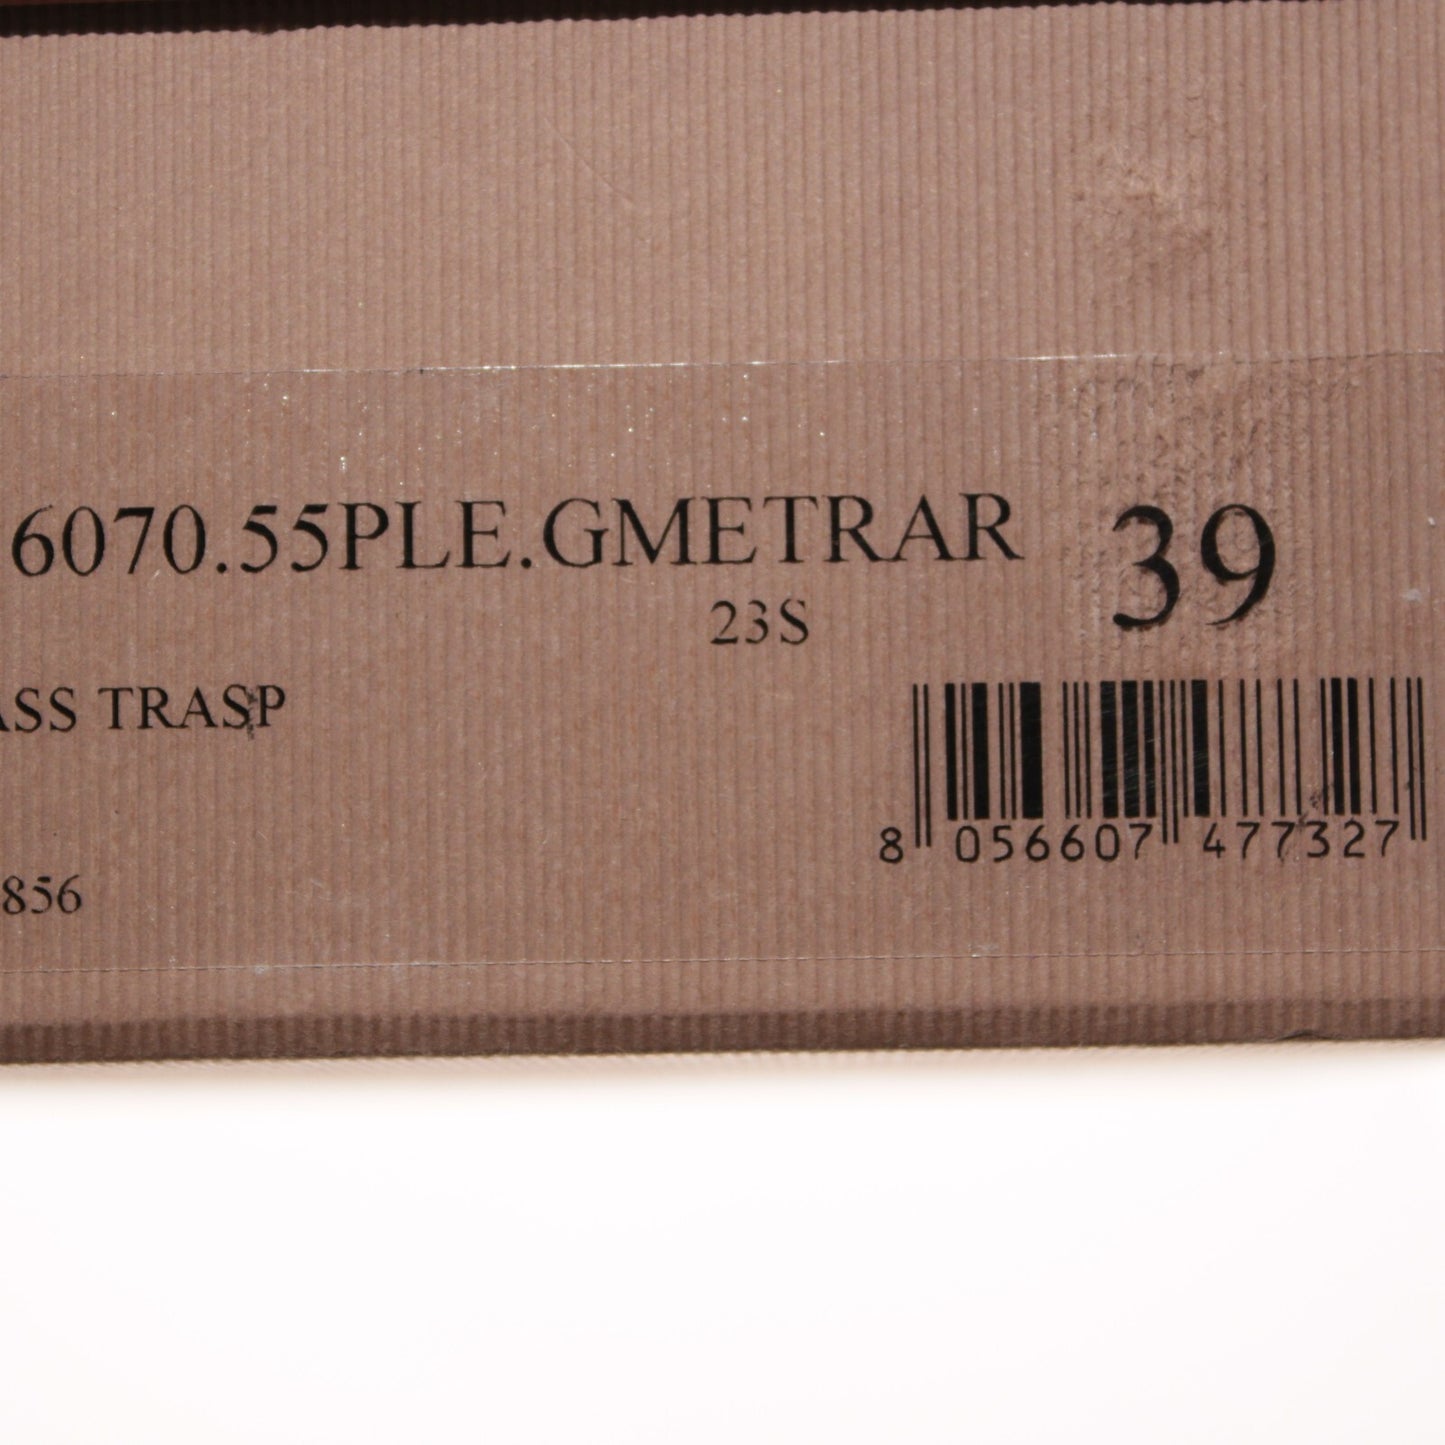 6070.55PLE.GMETRAR 39
23S
ASS TRASP
8 056607 477327
856